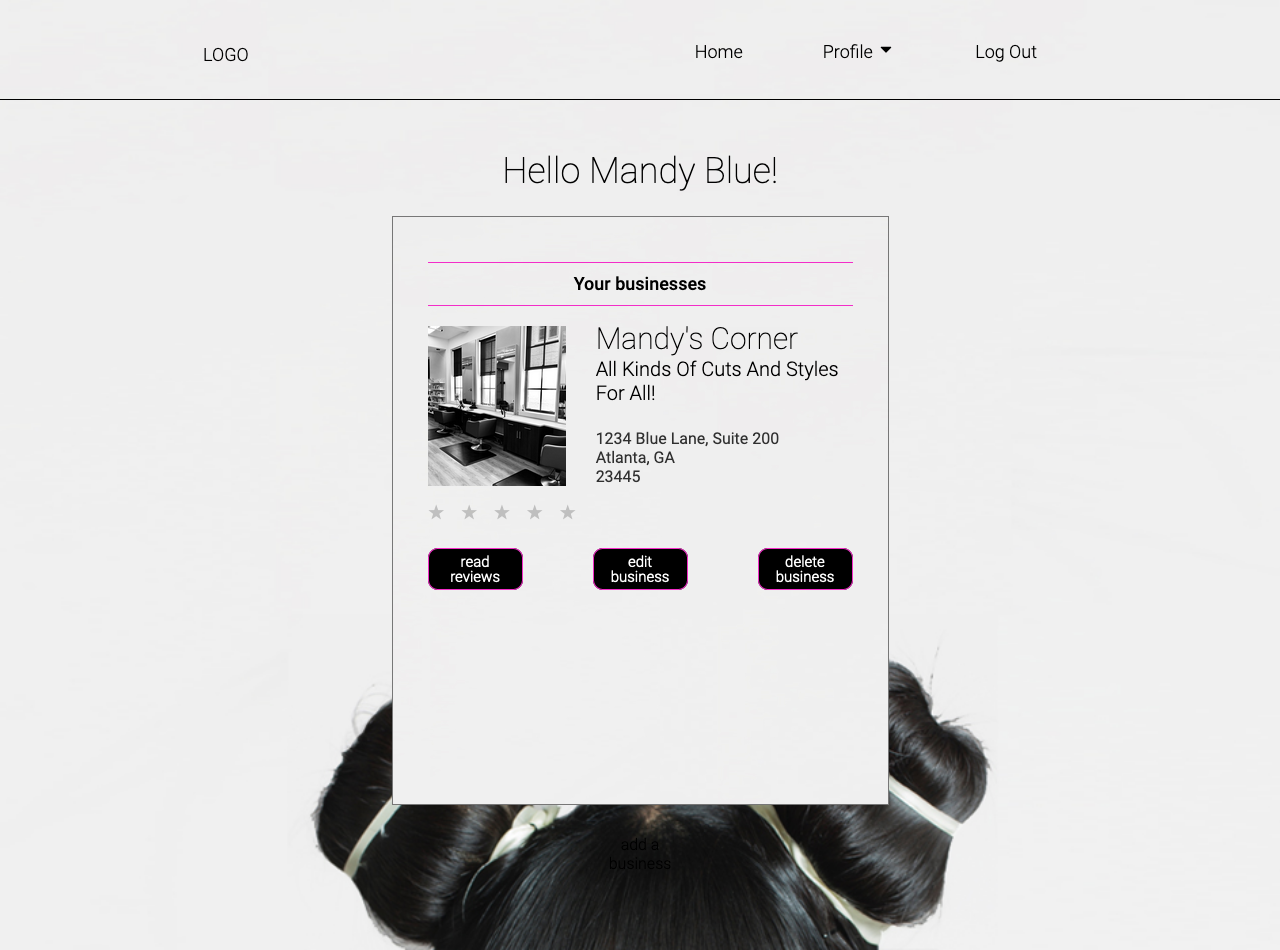 LOGO
Home
Profile
Log Out
Hello Mandy Blue!
Your businesses
Mandy's Corner
All Kinds Of Cuts And Styles
For All!
1234 Blue Lane, Suite 200
Atlanta, GA
23445
read
reviews
edit
business
delete
business
add a
business